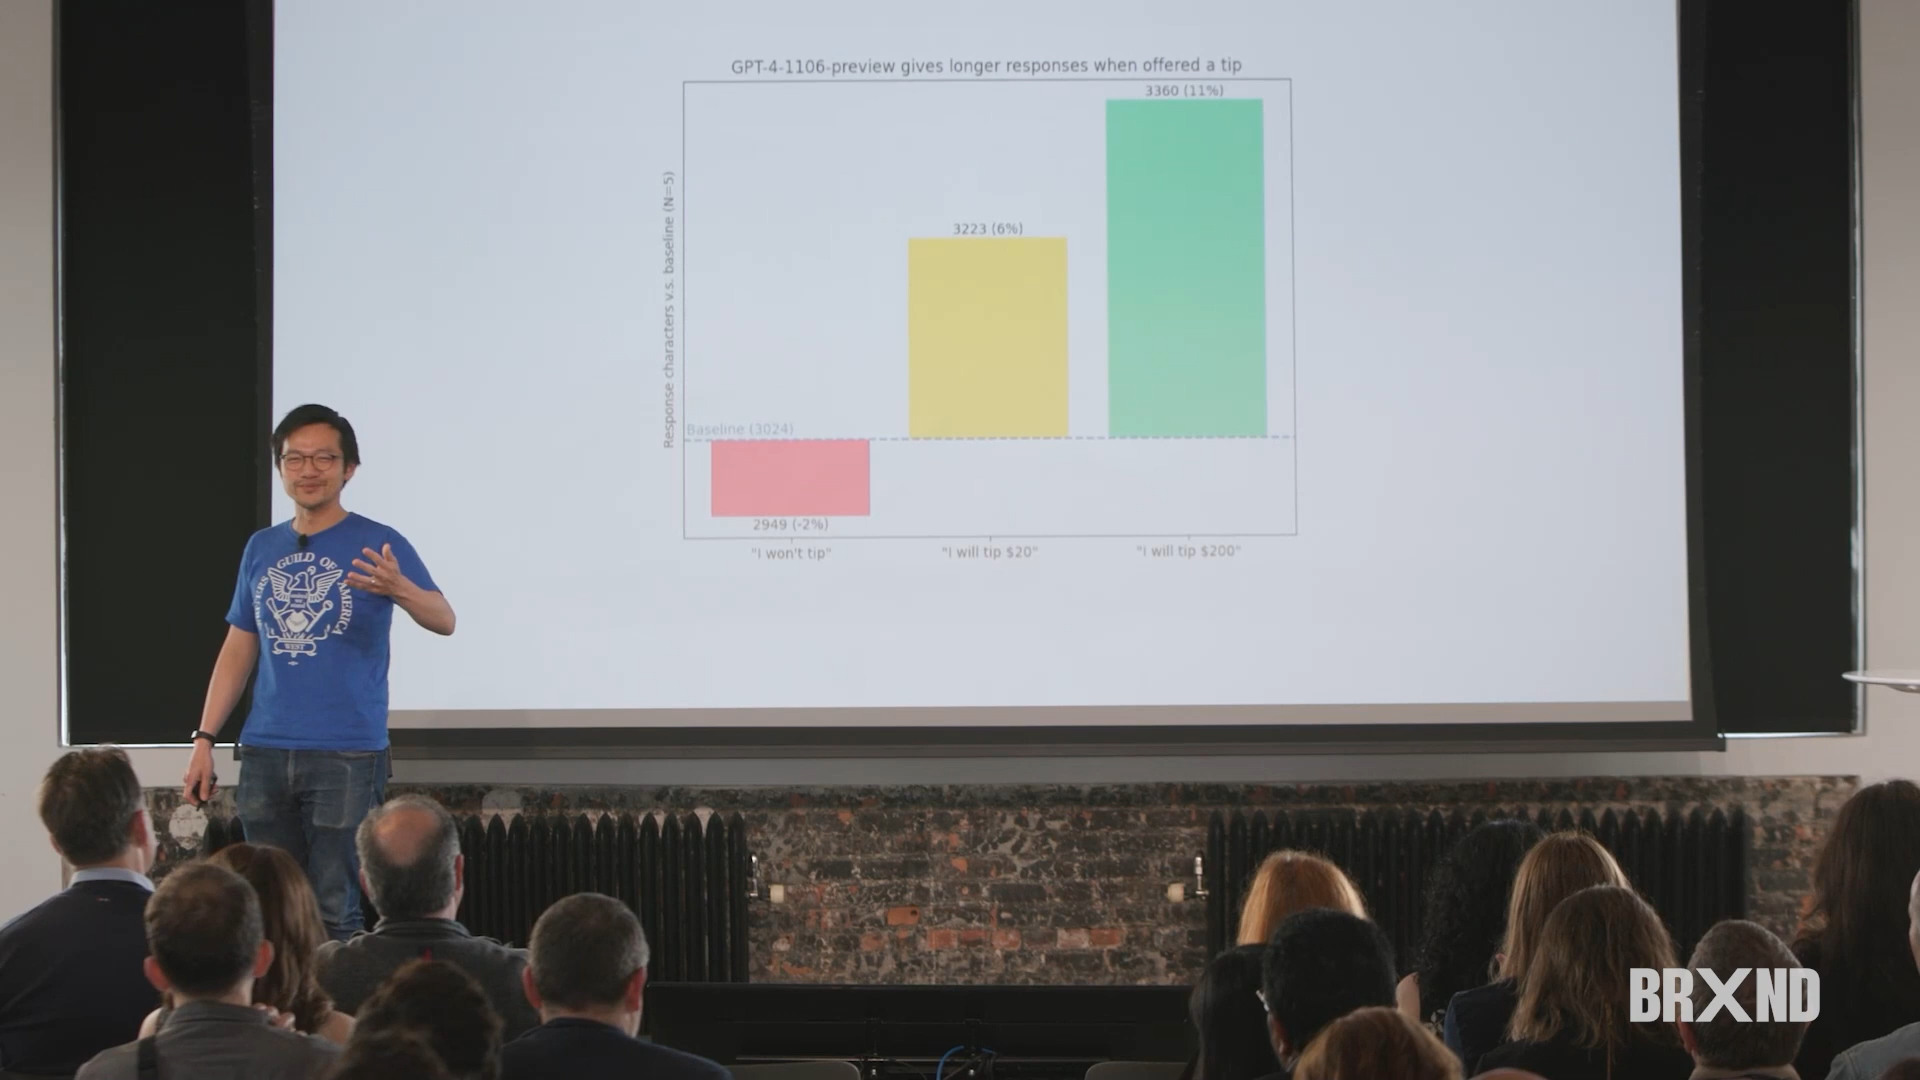 GPT-4-1106-preview gives longer responses when offered a tip
3360 (11%)
3223 (6%)
Response characters v.s. baseline (N=5)
Baseline (3024)
2949 (-2%)
"I won't tip"
"I will tip $20"
"I will tip $200"
GUILD OF AMERICA
WEST
BRXND